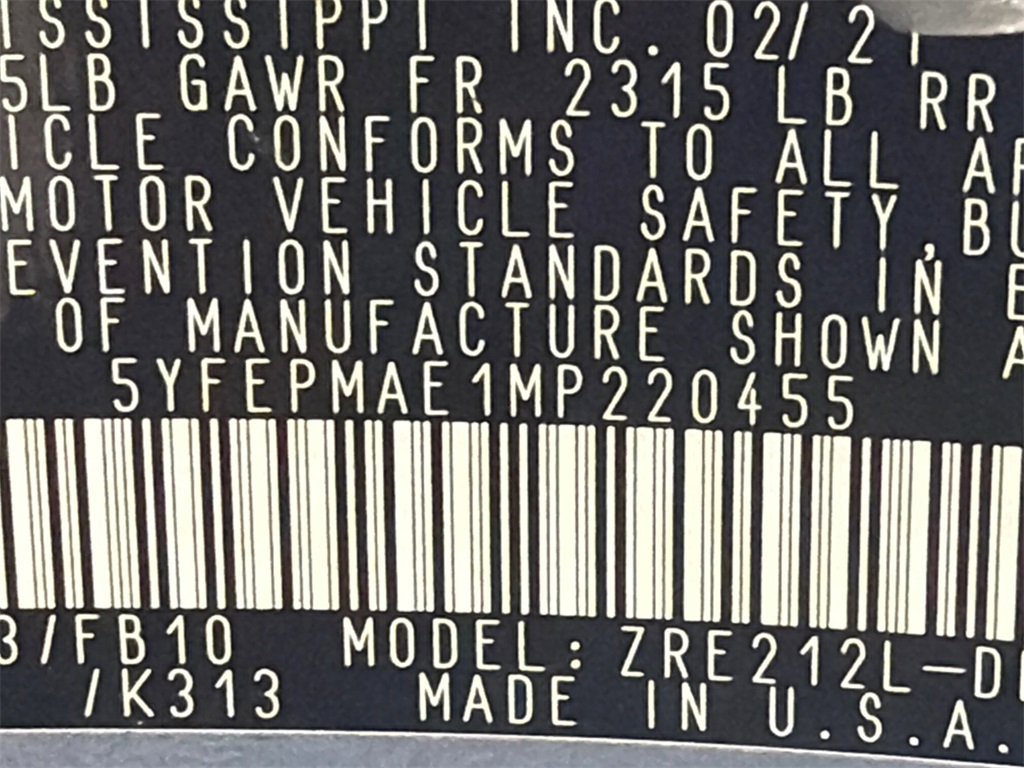 ISSISSIPPI INC. 02/21
5LB GAWR FR 2315 LB RR
ICLE CONFORMS TO ALL
MOTOR VEHICLE SAFETY, BU
EVENTION STANDARDS IN
OF MANUFACTURE SHOWN A
5YFEPMAE1MP220455
3/FB10 MODEL: ZRE212L-D
/K313 MADE IN U.S.A.